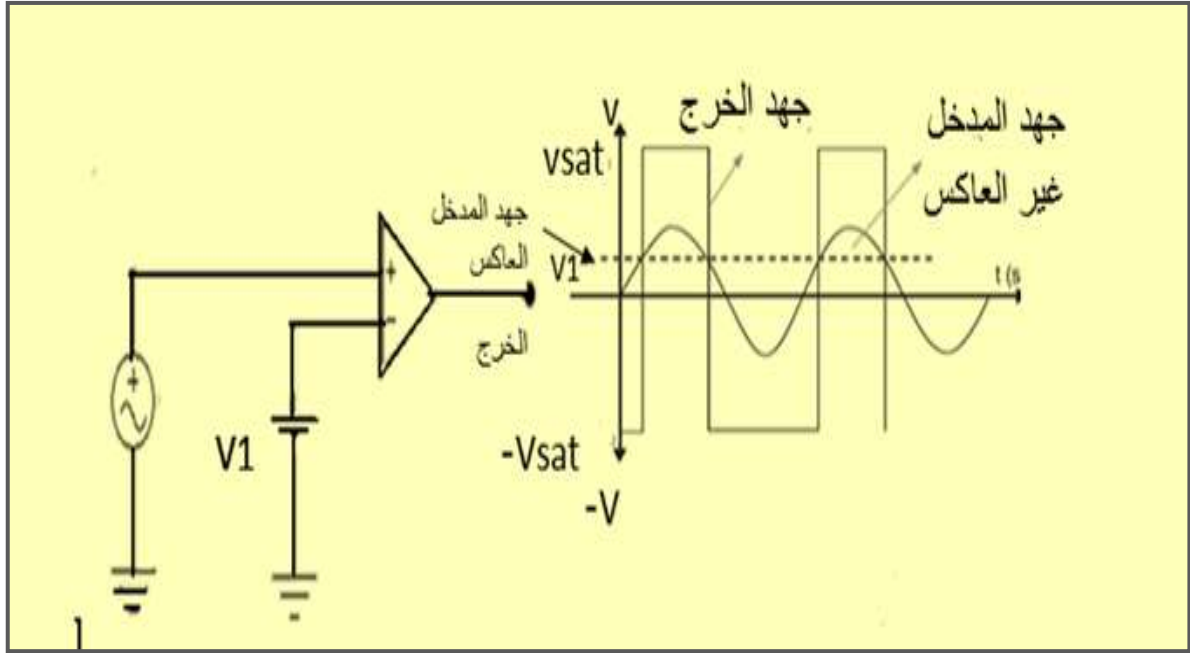 V
جهد الخرج
جهد المدخل
غير العاكس
vsat
جهد المدخل
العاكس
V1
t (s
+
-
الخرج
+
V1
-Vsat
-V